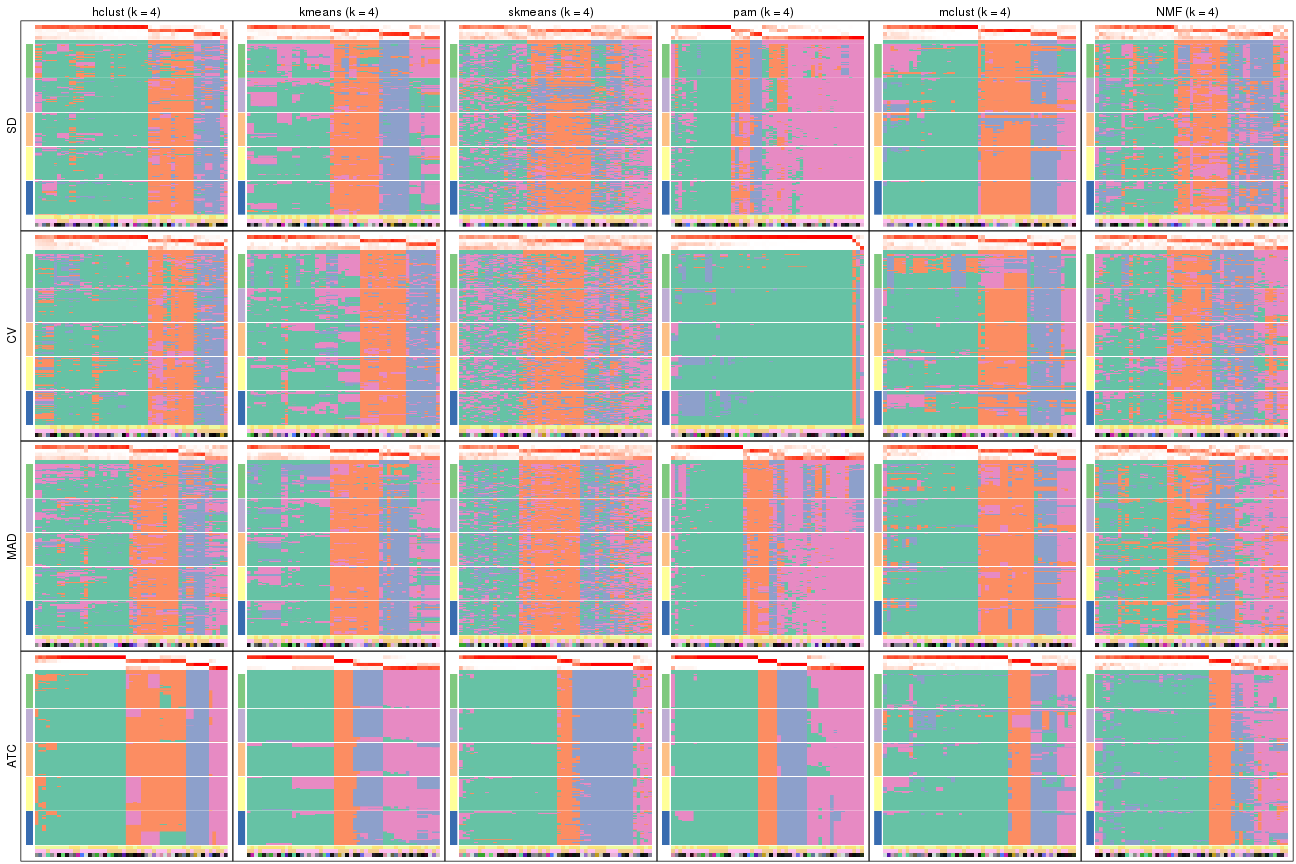 hclust (k = 4)
kmeans (k = 4)
skmeans (k = 4)
pam (k = 4)
mclust (k = 4)
NMF (k = 4)
SD
CV
MAD
ATC